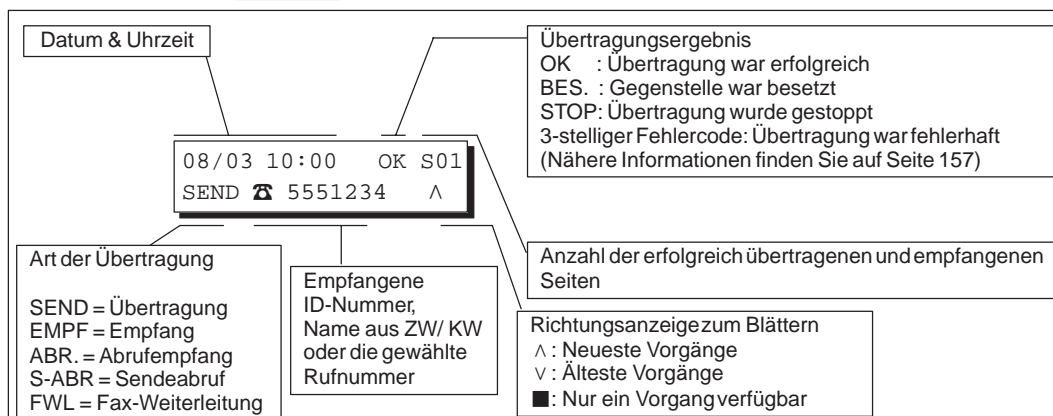 Datum & Uhrzeit
Übertragungsergebnis
OK : Übertragung war erfolgreich
BES. : Gegenstelle war besetzt
STOP: Übertragung wurde gestoppt
3-stelliger Fehlercode: Übertragung war fehlerhaft
(Nähere Informationen finden Sie auf Seite 157)
08/03 10:00 OK S01
SEND ☎ 5551234 ∧
Art der Übertragung
SEND = Übertragung
EMPF = Empfang
ABR. = Abrufempfang
S-ABR = Sendeabruf
FWL = Fax-Weiterleitung
Empfangene
ID-Nummer,
Name aus ZW/ KW
oder die gewählte
Rufnummer
Anzahl der erfolgreich übertragenen und empfangenen
Seiten
Richtungsanzeige zum Blättern
∧ : Neueste Vorgänge
∨ : Älteste Vorgänge
■: Nur ein Vorgang verfügbar